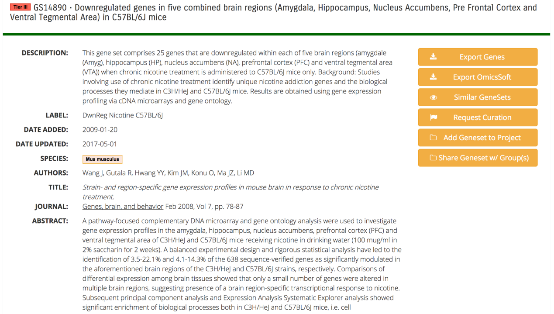 Tier III GS14890 • Downregulated genes in five combined brain regions (Amygdala, Hippocampus, Nucleus Accumbens, Pre Frontal Cortex and
Ventral Tegmental Area) in C57BL/6J mice
DESCRIPTION: This gene set comprises 25 genes that are downregulated within each of five brain regions (amygdale
(Amyg), hippocampus (HP), nucleus accumbens (NA), prefrontal cortex (PFC) and ventral tegmental area
(VTA)) when chronic nicotine treatment is administered to C57BL/6J mice only. Background: Studies
involving use of chronic nicotine treatment identify unique nicotine addiction genes and the biological
processes they mediate in C3H/HeJ and C57BL/6J mice. Results are obtained using gene expression
profiling via cDNA microarrays and gene ontology.
LABEL: DwnReg Nicotine C57BL/6J
DATE ADDED: 2009-01-20
DATE UPDATED: 2017-05-01
SPECIES: Mus musculus
AUTHORS: Wang J, Gutala R, Hwang YY, Kim JM, Konu O, Ma JZ, Li MD
TITLE: Strain- and region-specific gene expression profiles in mouse brain in response to chronic nicotine
treatment.
JOURNAL: Genes, brain, and behavior Feb 2008, Vol 7, pp. 78-87
ABSTRACT: A pathway-focused complementary DNA microarray and gene ontology analysis were used to investigate
gene expression profiles in the amygdala, hippocampus, nucleus accumbens, prefrontal cortex (PFC) and
ventral tegmental area of C3H/HeJ and C57BL/6J mice receiving nicotine in drinking water (100 mug/ml in
2% saccharin for 2 weeks). A balanced experimental design and rigorous statistical analysis have led to the
identification of 3.5-22.1% and 4.1-14.3% of the 638 sequence-verified genes as significantly modulated in
the aforementioned brain regions of the C3H/HeJ and C57BL/6J strains, respectively. Comparisons of
differential expression among brain tissues showed that only a small number of genes were altered in
multiple brain regions, suggesting presence of a brain region-specific transcriptional response to nicotine.
Subsequent principal component analysis and Expression Analysis Systematic Explorer analysis showed
significant enrichment of biological processes both in C3H/HeJ and C57BL/6J mice, i.e. cell
Export Genes
Export OmicsSoft
Similar GeneSets
Request Curation
Add Geneset to Project
Share Geneset w/ Group(s)